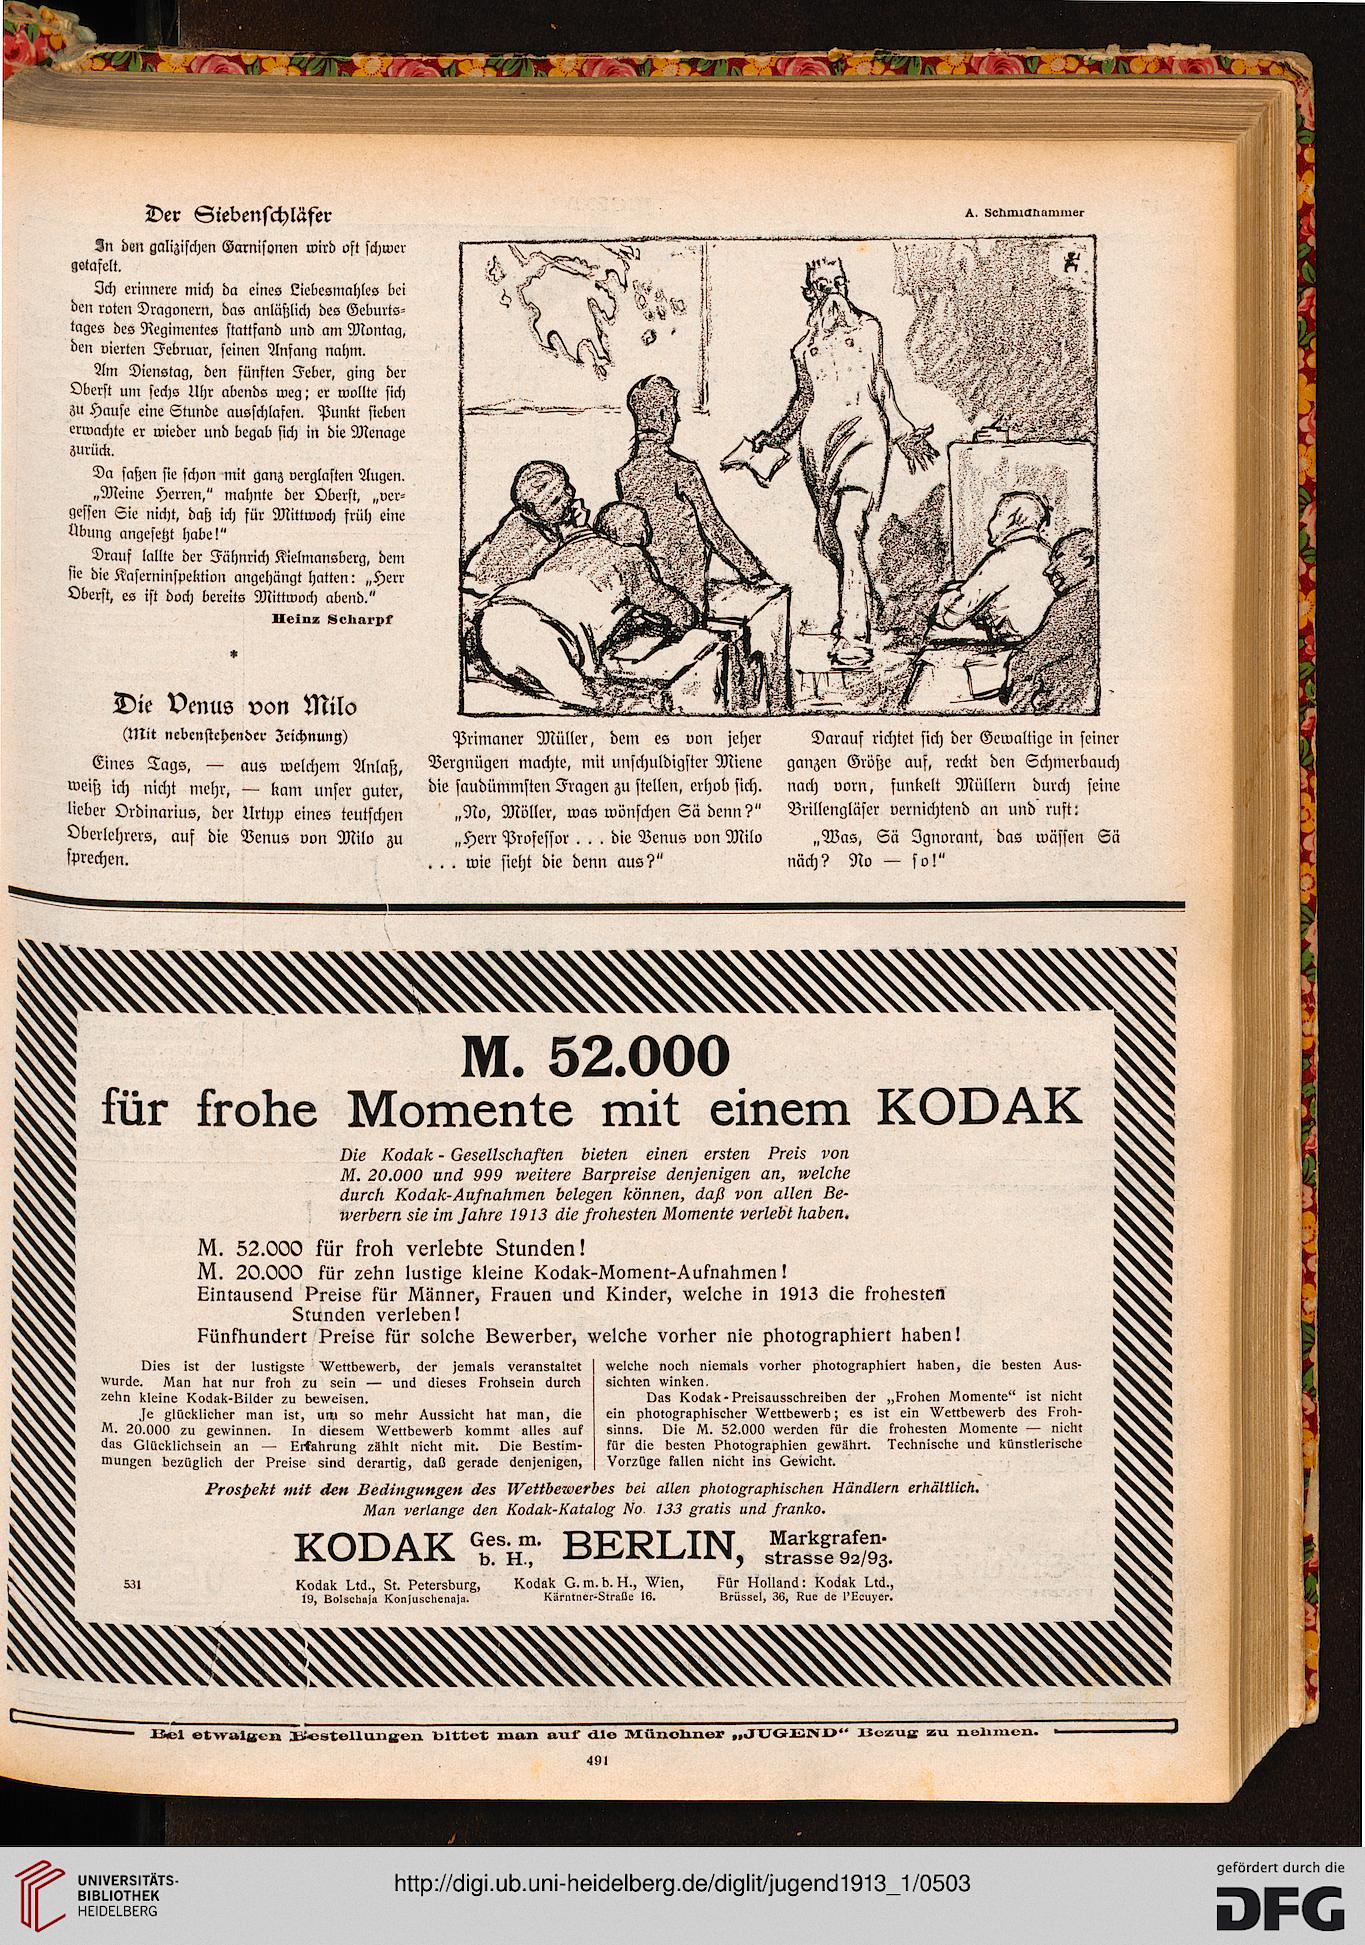 Der Siebenschläfer
In den galizischen Garnisonen wird oft schwer
getafelt.
Ich erinnere mich da eines Liebesmahles bei
den roten Dragonern, das anläßlich des Geburts-
tages des Regimentes stattfand und am Montag,
den vierten Februar, seinen Anfang nahm.
Am Dienstag, den fünften Feber, ging der
Oberst um sechs Uhr abends weg; er wollte sich
zu Hause eine Stunde ausschlafen. Punkt sieben
erwachte er wieder und begab sich in die Menage
zurück.
Da saßen sie schon mit ganz verglasten Augen.
„Meine Herren,“ mahnte der Oberst, „ver-
gessen Sie nicht, daß ich für Mittwoch früh eine
Übung angesetzt habe!“
Drauf lallte der Fähnrich Kielmansberg, dem
sie die Kaserninspektion angehängt hatten: „Herr
Oberst, es ist doch bereits Mittwoch abend.“
Heinz Scharpf
*
Die Venus von Milo
(Mit nebenstehender Zeichnung)
Eines Tags, — aus welchem Anlaß,
weiß ich nicht mehr, — kam unser guter,
lieber Ordinarius, der Urtyp eines teutschen
Oberlehrers, auf die Venus von Milo zu
sprechen.
A. Schmidhammer
Primaner Müller, dem es von jeher
Vergnügen machte, mit unschuldigster Miene
die saudümmsten Fragen zu stellen, erhob sich.
„No, Möller, was wönschen Sä denn?“
„Herr Professor . . . die Venus von Milo
. . . wie sieht die denn aus?“
Darauf richtet sich der Gewaltige in seiner
ganzen Größe auf, reckt den Schmerbauch
nach vorn, funkelt Müllern durch seine
Brillengläser vernichtend an und ruft:
„Was, Sä Ignorant, das wässen Sä
näch? No — so!“
M. 52.000
für frohe Momente mit einem KODAK
Die Kodak-Gesellschaften bieten einen ersten Preis von
M. 20.000 und 999 weitere Barpreise denjenigen an, welche
durch Kodak-Aufnahmen belegen können, daß von allen Be-
werbern sie im Jahre 1913 die frohesten Momente verlebt haben.
M. 52.000 für froh verlebte Stunden!
M. 20.000 für zehn lustige kleine Kodak-Moment-Aufnahmen!
Eintausend Preise für Männer, Frauen und Kinder, welche in 1913 die frohesten
Stunden verleben!
Fünfhundert Preise für solche Bewerber, welche vorher nie photographiert haben!
Dies ist der lustigste Wettbewerb, der jemals veranstaltet
wurde. Man hat nur froh zu sein — und dieses Frohsein durch
zehn kleine Kodak-Bilder zu beweisen.
Je glücklicher man ist, um so mehr Aussicht hat man, die
M. 20.000 zu gewinnen. In diesem Wettbewerb kommt alles auf
das Glücklichsein an — Erfahrung zählt nicht mit. Die Bestim-
mungen bezüglich der Preise sind derartig, daß gerade denjenigen,
welche noch niemals vorher photographiert haben, die besten Aus-
sichten winken.
Das Kodak-Preisausschreiben der „Frohen Momente“ ist nicht
ein photographischer Wettbewerb; es ist ein Wettbewerb des Froh-
sinns. Die M. 52.000 werden für die frohesten Momente — nicht
für die besten Photographien gewährt. Technische und künstlerische
Vorzüge fallen nicht ins Gewicht.
Prospekt mit den Bedingungen des Wettbewerbes bei allen photographischen Händlern erhältlich.
Man verlange den Kodak-Katalog No. 133 gratis und franko.
KODAK Ges. m. b. H., BERLIN, Markgrafen-
strasse 92/93.
531
Kodak Ltd., St. Petersburg,
19, Bolschaja Konjuschenaja.
Kodak G. m. b. H., Wien,
Kärntner-Straße 16.
Für Holland: Kodak Ltd.,
Brüssel, 36, Rue de l'Ecuyer.
Bei etwaigen Bestellungen bittet man auf die Münchner „JUGEND“ Bezug zu nehmen.
491
UNIVERSITÄTS-
BIBLIOTHEK
HEIDELBERG
http://digi.ub.uni-heidelberg.de/diglit/jugend1913_1/0503
gefördert durch die
DFG